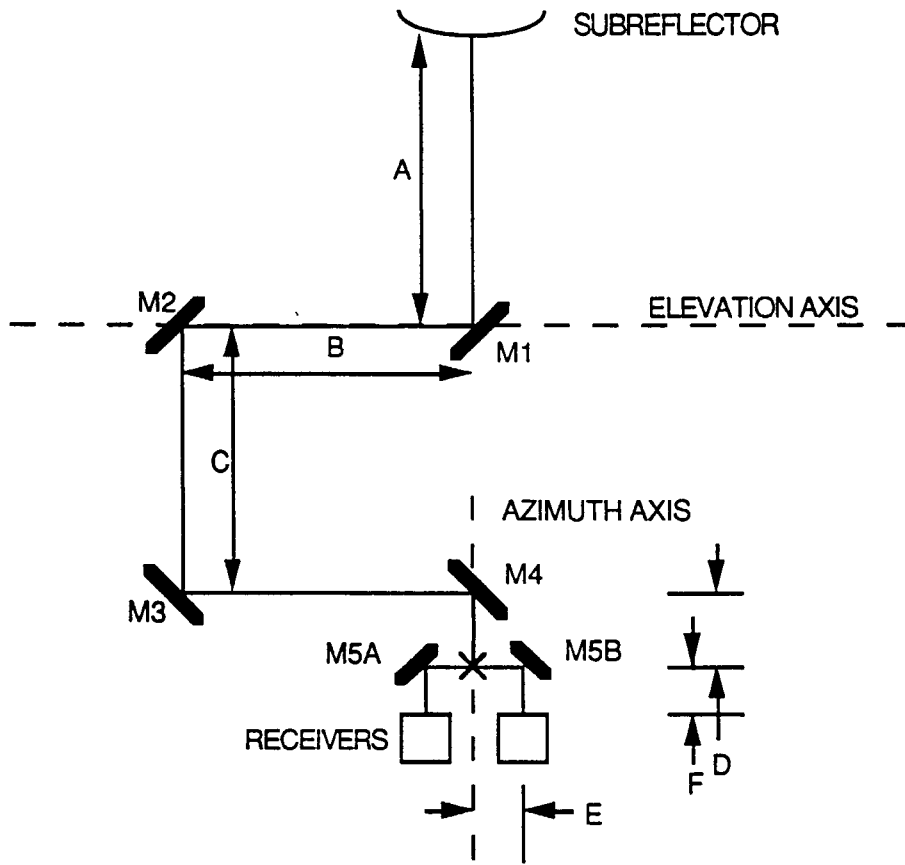 SUBREFLECTOR
A
M2
ELEVATION AXIS
M1
B
C
AZIMUTH AXIS
M4
M3
M5A
M5B
RECEIVERS
F
D
E